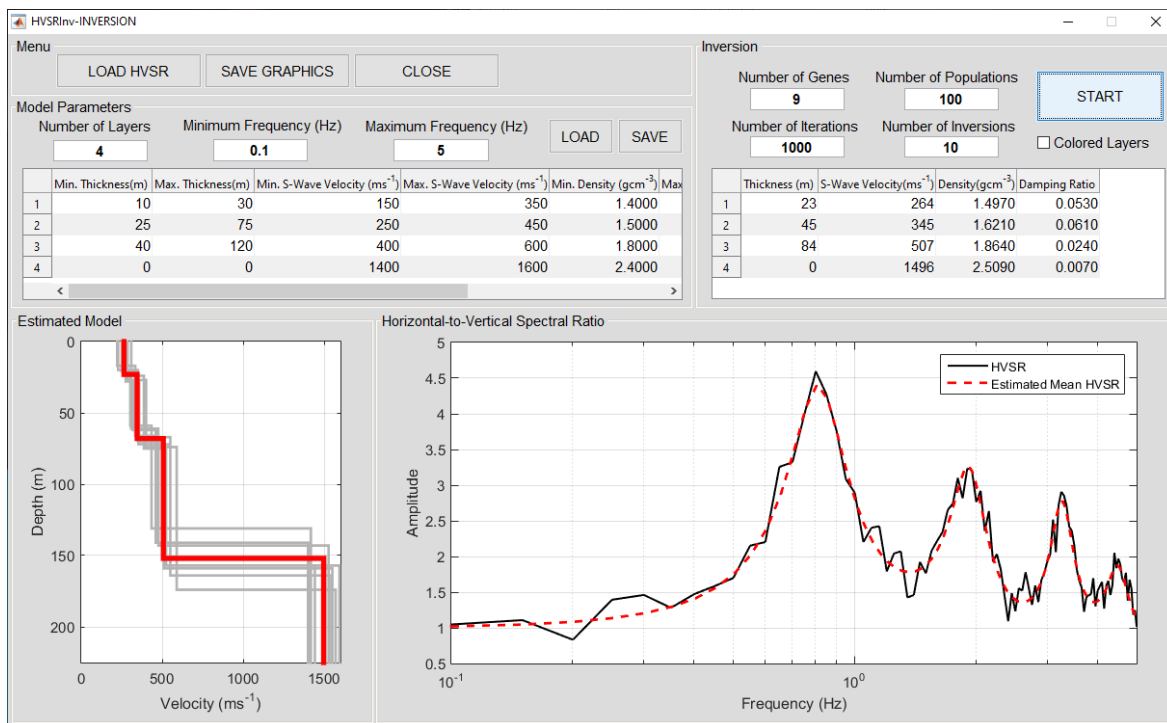 HVSRInv-INVERSION
Menu
LOAD HVSR SAVE GRAPHICS CLOSE
Model Parameters
Number of Layers Minimum Frequency (Hz) Maximum Frequency (Hz)
4 0.1 5 LOAD SAVE
Min. Thickness(m) Max. Thickness(m) Min. S-Wave Velocity (ms⁻¹) Max. S-Wave Velocity (ms⁻¹) Min. Density (gcm⁻³) Max
1 10 30 150 350 1.4000
2 25 75 250 450 1.5000
3 40 120 400 600 1.8000
4 0 0 1400 1600 2.4000
Inversion
Number of Genes Number of Populations
9 100 START
Number of Iterations Number of Inversions
1000 10 Colored Layers
Thickness (m) S-Wave Velocity(ms⁻¹) Density(gcm⁻³) Damping Ratio
1 23 264 1.4970 0.0530
2 45 345 1.6210 0.0610
3 84 507 1.8640 0.0240
4 0 1496 2.5090 0.0070
Estimated Model
0
50
100
150
200
Depth (m)
0 500 1000 1500
Velocity (ms⁻¹)
Horizontal-to-Vertical Spectral Ratio
5
4.5
4
3.5
3
2.5
2
1.5
1
0.5
Amplitude
HVSR
Estimated Mean HVSR
10⁻¹ 10⁰
Frequency (Hz)